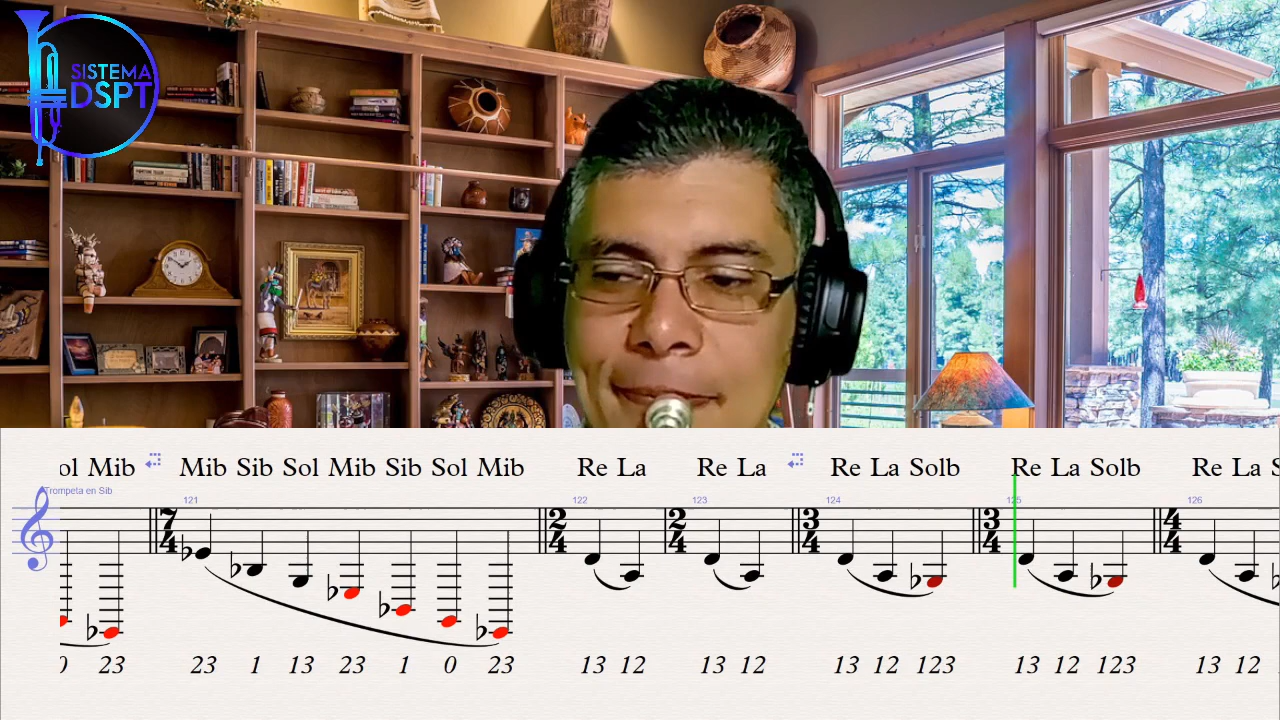 SISTEMA
DSPT
ol Mib Mib Sib Sol Mib Sib Sol Mib Re La Re La Re La Solb Re La Solb Re La S
Trompeta en Sib
121 122 123 124 125 126
7 2 2 3 3 4
4 4 4 4 4 4
0 23 23 1 13 23 1 0 23 13 12 13 12 13 12 123 13 12 123 13 12